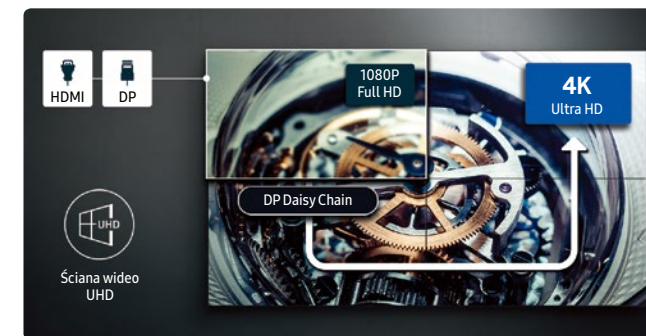 HDMI
DP
1080P
Full HD
4K
Ultra HD
DP Daisy Chain
UHD
Ściana wideo
UHD